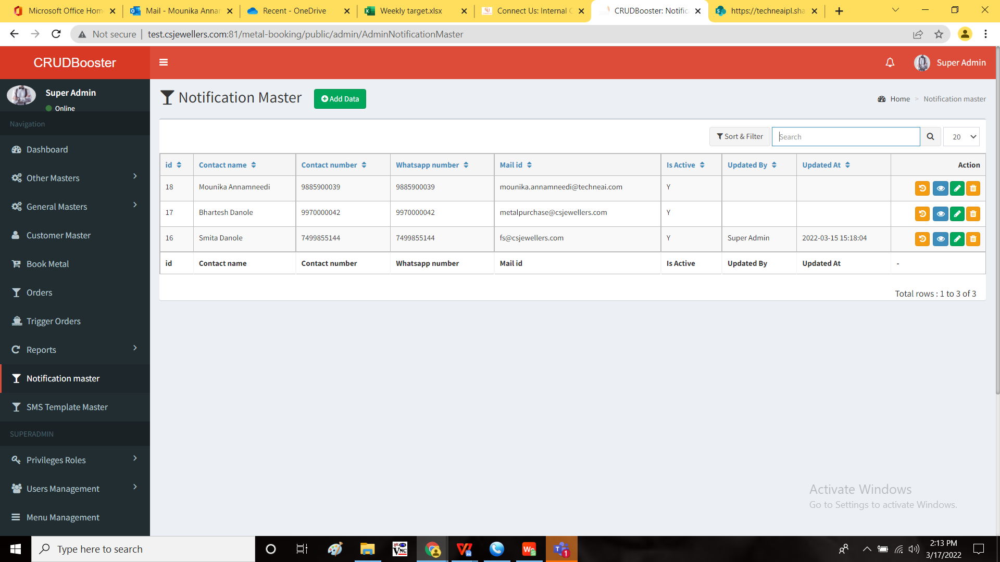 Microsoft Office Hom
Mail - Mounika Annar
Recent - OneDrive
Weekly target.xlsx
Connect Us: Internal C
CRUDBooster: Notific
https://techneaipl.sha
Not secure
test.csjewellers.com:81/metal-booking/public/admin/AdminNotificationMaster
CRUDBooster
Super Admin
Super Admin
Online
Navigation
Dashboard
Other Masters
General Masters
Customer Master
Book Metal
Orders
Trigger Orders
Reports
Notification master
SMS Template Master
SUPERADMIN
Privileges Roles
Users Management
Menu Management
Notification Master
Add Data
Home > Notification master
Sort & Filter
Search
20
id Contact name Contact number Whatsapp number Mail id Is Active Updated By Updated At Action
18 Mounika Annamneedi 9885900039 9885900039 mounika.annamneedi@techneai.com Y
17 Bhartesh Danole 9970000042 9970000042 metalpurchase@csjewellers.com Y
16 Smita Danole 7499855144 7499855144 fs@csjewellers.com Y Super Admin 2022-03-15 15:18:04
id Contact name Contact number Whatsapp number Mail id Is Active Updated By Updated At -
Total rows : 1 to 3 of 3
Activate Windows
Go to Settings to activate Windows.
Type here to search
VNC
1
2:13 PM
3/17/2022